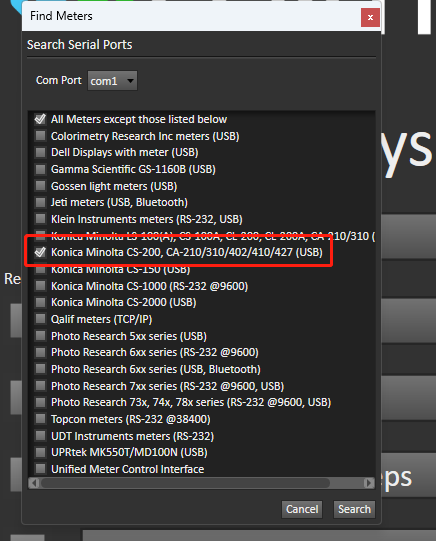 Find Meters
x
Search Serial Ports
Com Port com1
All Meters except those listed below
Colorimetry Research Inc meters (USB)
Dell Displays with meter (USB)
Gamma Scientific GS-1160B (USB)
Gossen light meters (USB)
Jeti meters (USB, Bluetooth)
Klein Instruments meters (RS-232, USB)
Konica Minolta LS-100(A), CS-100A, CL-200, CL-200A, CA-210/310 (
Konica Minolta CS-200, CA-210/310/402/410/427 (USB)
Konica Minolta CS-150 (USB)
Konica Minolta CS-1000 (RS-232 @9600)
Konica Minolta CS-2000 (USB)
Qalif meters (TCP/IP)
Photo Research 5xx series (USB)
Photo Research 6xx series (RS-232 @9600)
Photo Research 6xx series (USB, Bluetooth)
Photo Research 7xx series (RS-232 @9600, USB)
Photo Research 73x, 74x, 78x series (RS-232 @9600, USB)
Topcon meters (RS-232 @38400)
UDT Instruments meters (RS-232)
UPRtek MK550T/MD100N (USB)
Unified Meter Control Interface
Cancel
Search
ys
Re
eps